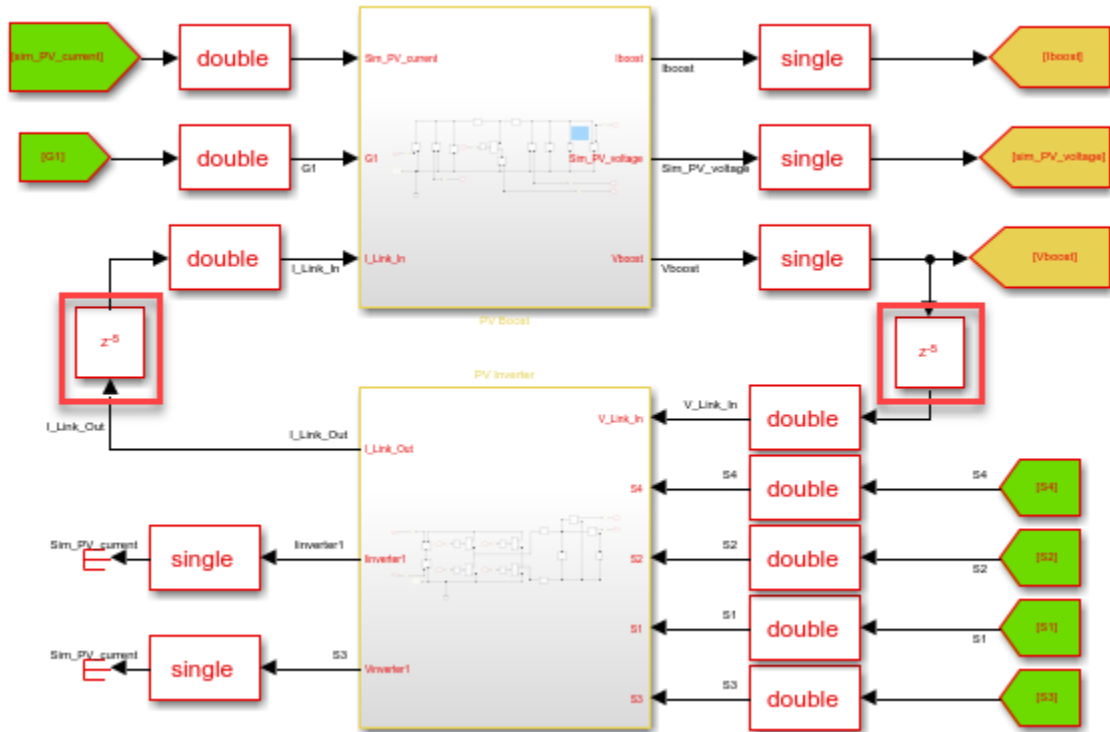 [sim_PV_current]
double
Sim_PV_current
Iboost
Iboost
single
[Iboost]
[G1]
double
G1
G1
Sim_PV_voltage
Sim_PV_voltage
single
[sim_PV_voltage]
double
I_Link_In
I_Link_In
Vboost
Vboost
single
[Vboost]
PV Boost
z-5
z-5
PV Inverter
I_Link_Out
I_Link_Out
I_Link_Out
V_Link_In
V_Link_In
double
S4
S4
double
S4
[S4]
Sim_PV_current
single
Iinverter1
Iinverter1
S2
S2
double
S2
[S2]
S1
S1
double
S1
[S1]
Sim_PV_current
single
S3
Vinverter1
S3
S3
double
[S3]